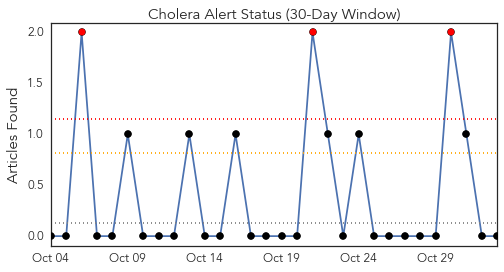 Cholera Alert Status (30-Day Window)
Articles Found
2.0
1.5
1.0
0.5
0.0
Oct 04 Oct 09 Oct 14 Oct 19 Oct 24 Oct 29